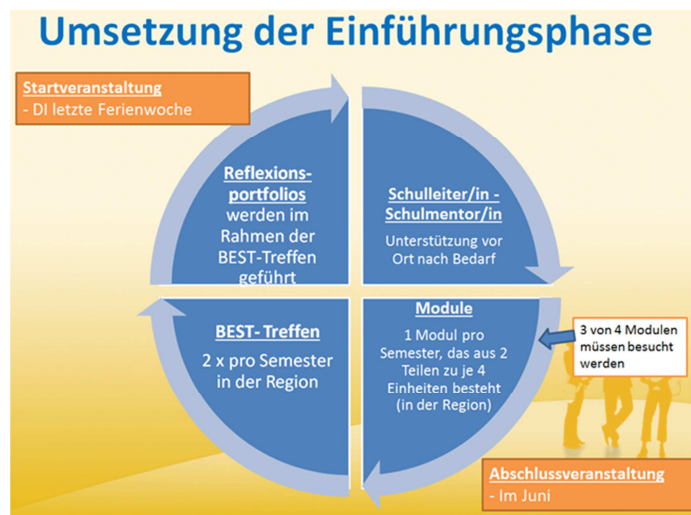 Umsetzung der Einführungsphase
Startveranstaltung
- DI letzte Ferienwoche
Reflexions-
portfolios
werden im
Rahmen der
BEST-Treffen
geführt
Schulleiter/in -
Schulmentor/in
Unterstützung vor
Ort nach Bedarf
BEST- Treffen
2 x pro Semester
in der Region
Module
1 Modul pro
Semester, das aus 2
Teilen zu je 4
Einheiten besteht
(in der Region)
3 von 4 Modulen
müssen besucht
werden
Abschlussveranstaltung
- Im Juni